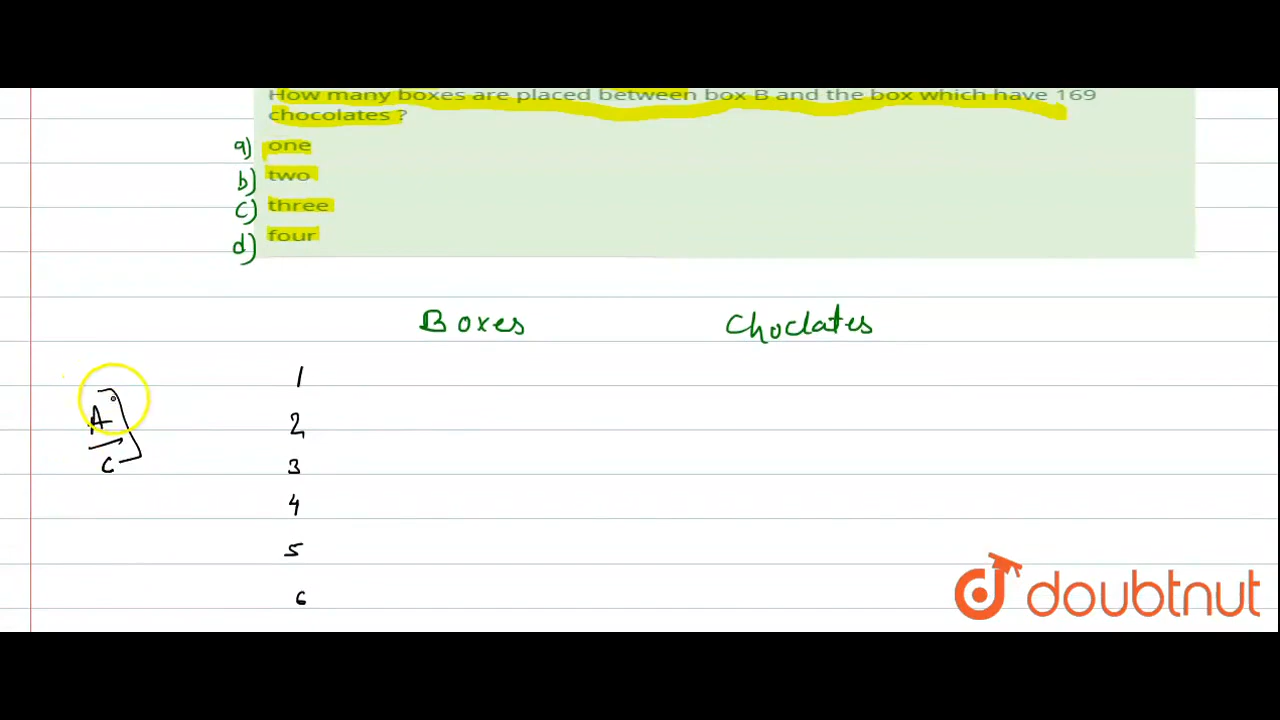 How many boxes are placed between box B and the box which have 169
chocolates ?
a) one
b) two
c) three
d) four
Boxes Choclates
1
A
2
C
3
4
5
6
doubtnut